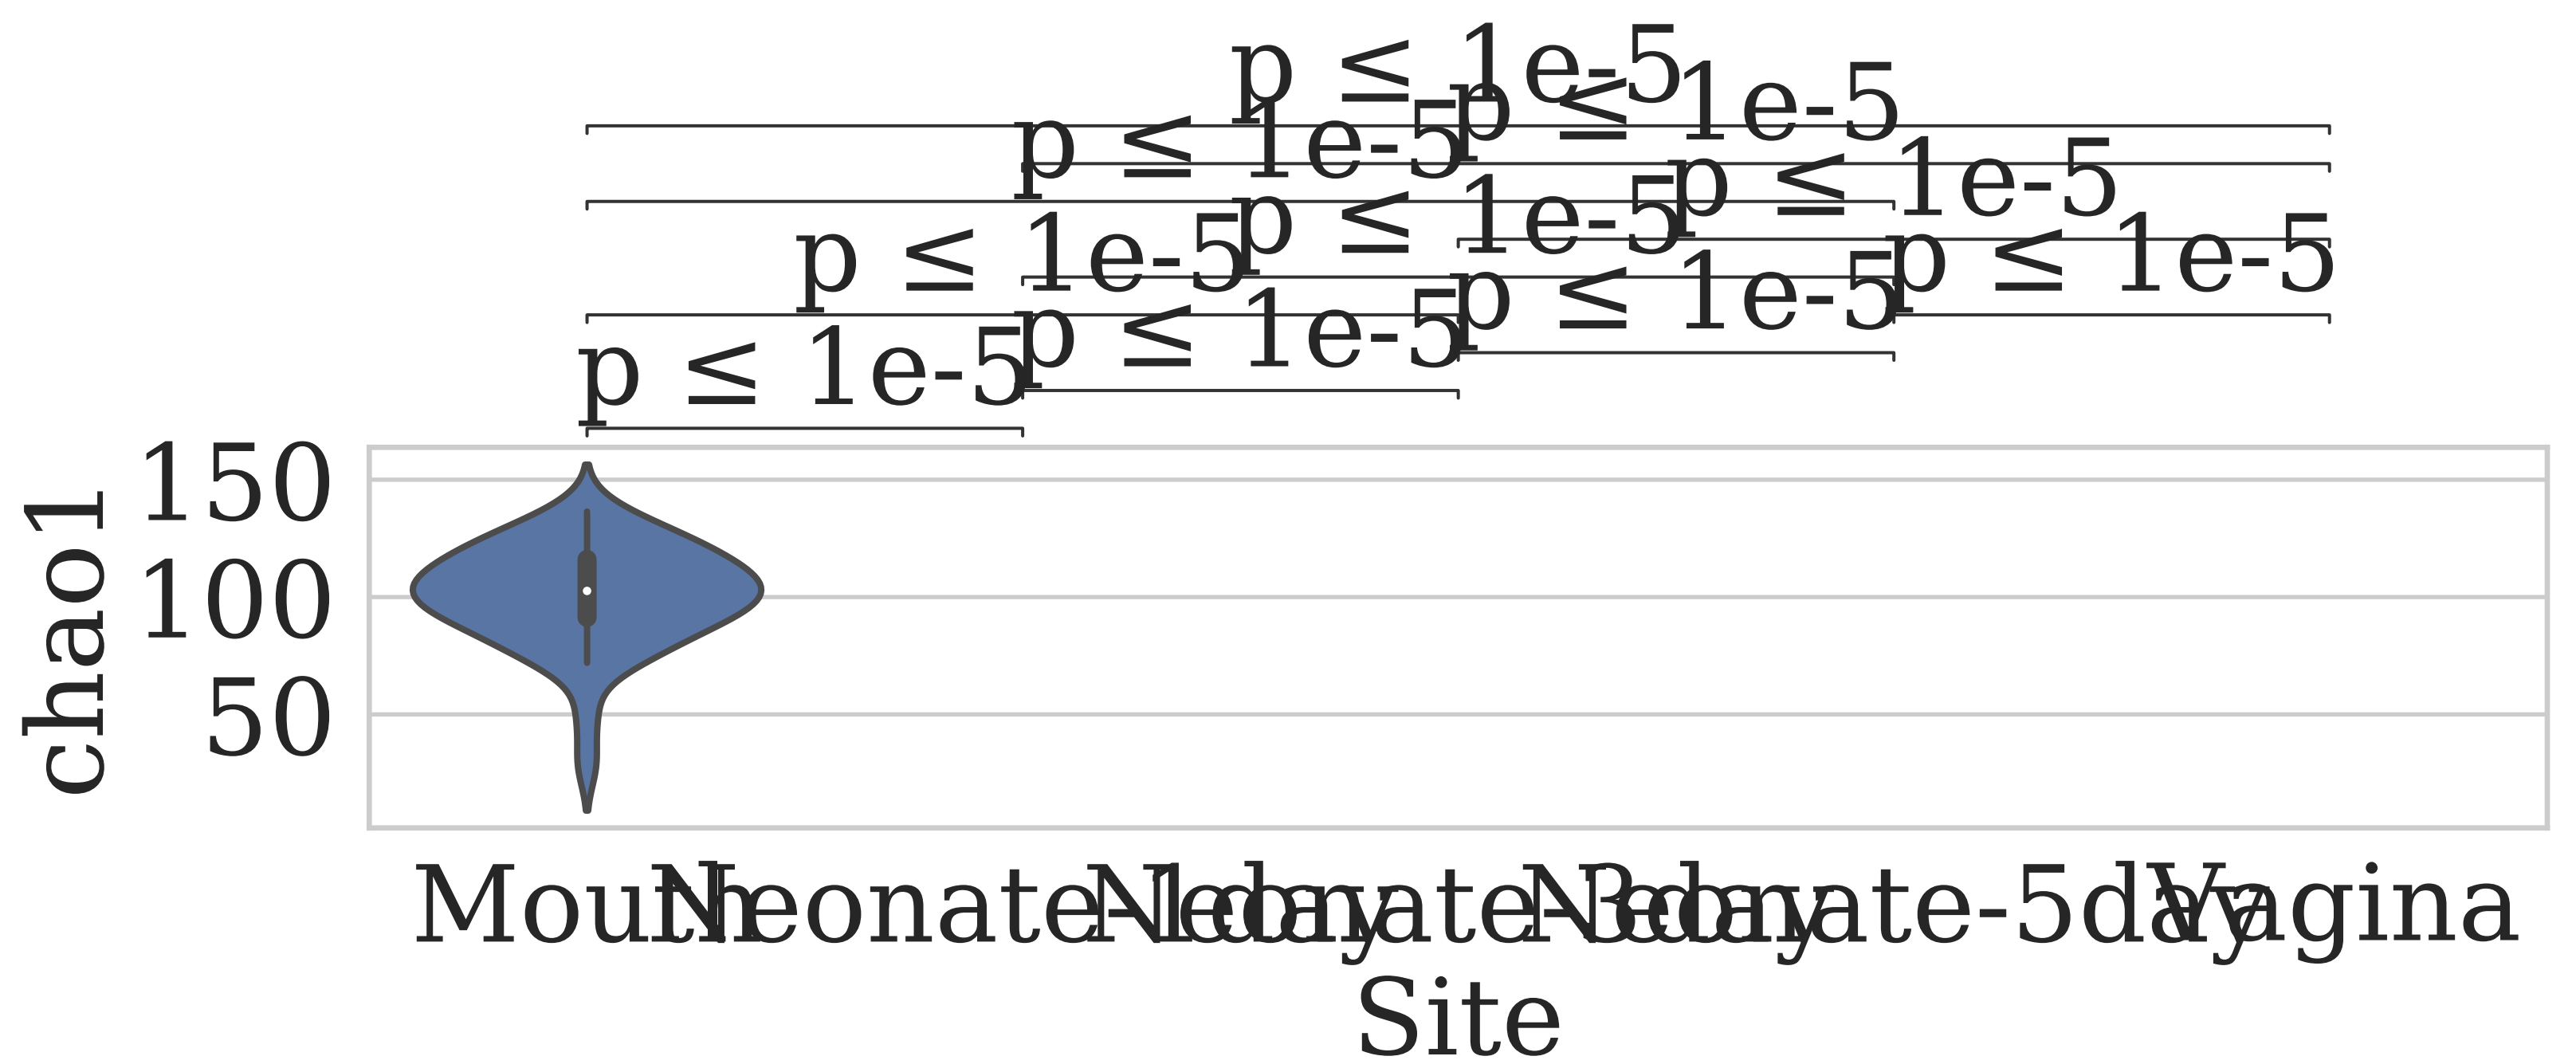 p ≤ 1e-5
p ≤ 1e-5
p ≤ 1e-5
p ≤ 1e-5
p ≤ 1e-5
p ≤ 1e-5
p ≤ 1e-5
p ≤ 1e-5
p ≤ 1e-5
p ≤ 1e-5
150
100
50
chao1
Mouth Neonate-1day Neonate-3day Neonate-5day Vagina
Site